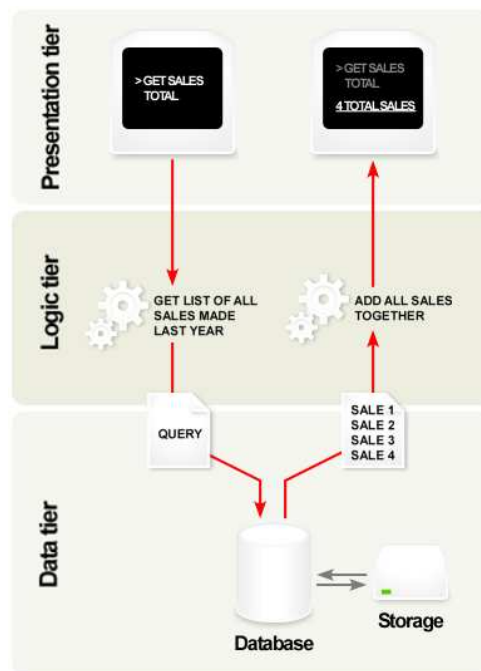 Presentation tier
> GET SALES
TOTAL
> GET SALES
TOTAL
4 TOTAL SALES
Logic tier
GET LIST OF ALL
SALES MADE
LAST YEAR
ADD ALL SALES
TOGETHER
QUERY
SALE 1
SALE 2
SALE 3
SALE 4
Data tier
Database
Storage